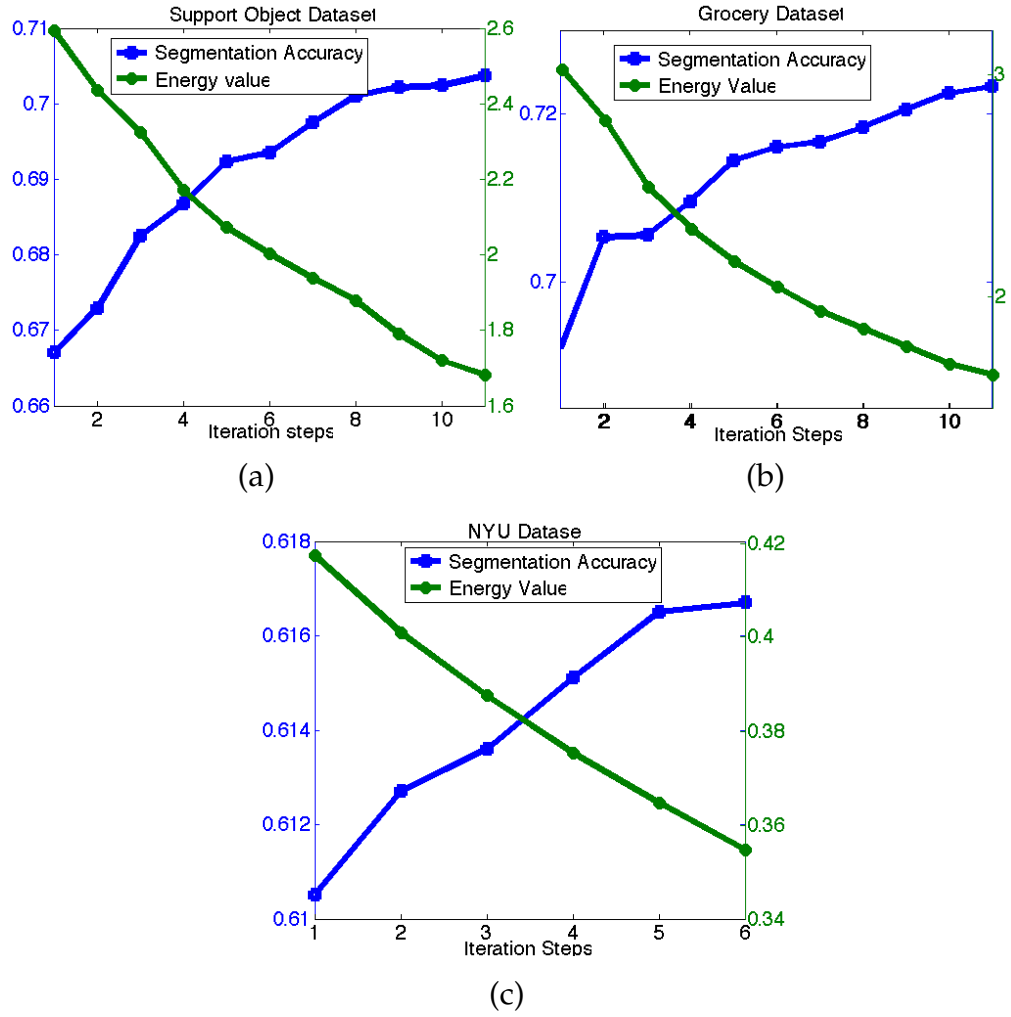 Support Object Dataset
0.71
0.7
0.69
0.68
0.67
0.66
2.6
2.4
2.2
2
1.8
1.6
Segmentation Accuracy
Energy value
2 4 6 8 10
Iteration steps
(a)
Grocery Dataset
0.72
0.7
3
2
Segmentation Accuracy
Energy Value
2 4 6 8 10
Iteration Steps
(b)
NYU Datase
0.618
0.616
0.614
0.612
0.61
0.42
0.4
0.38
0.36
0.34
Segmentation Accuracy
Energy Value
1 2 3 4 5 6
Iteration Steps
(c)